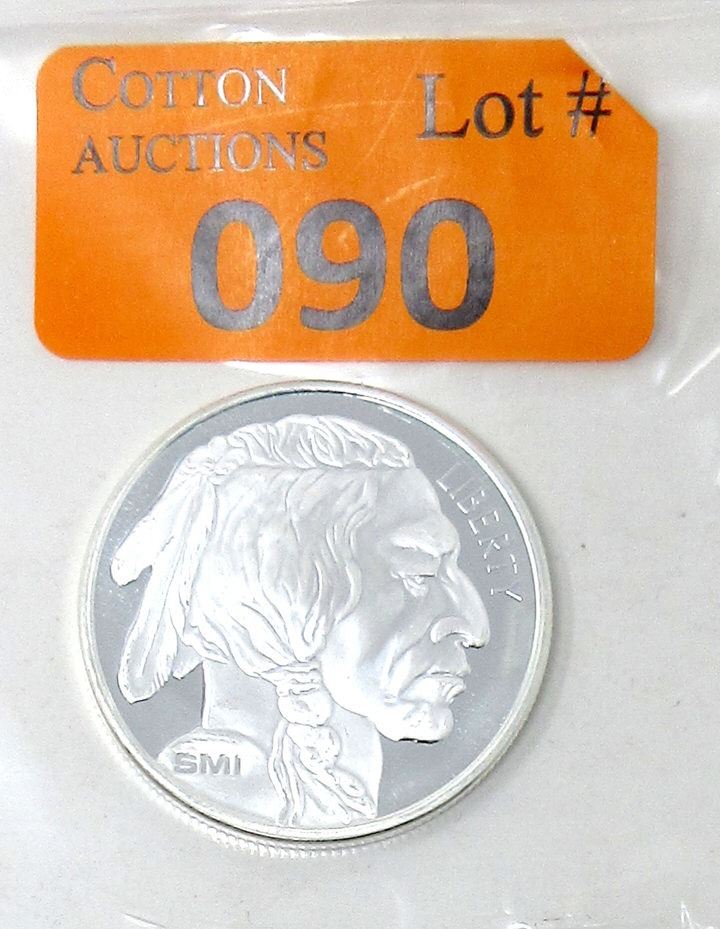 COTTON
AUCTIONS
Lot #
090
LIBERTY
SMI